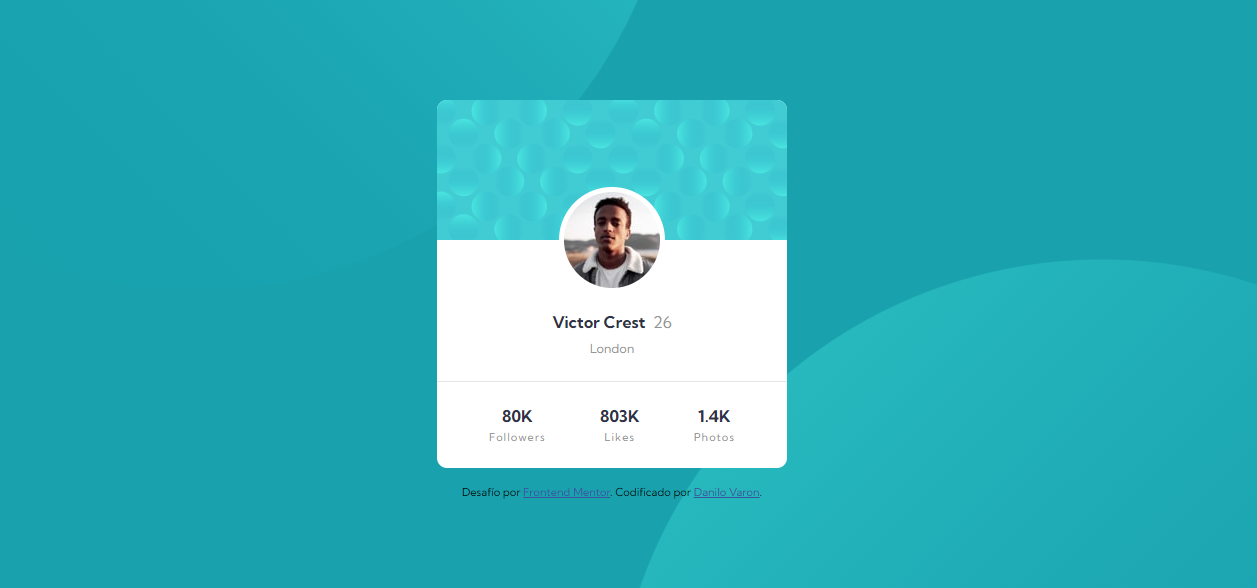 Victor Crest 26
London
80K 803K 1.4K
Followers Likes Photos
Desafío por Frontend Mentor. Codificado por Danilo Varon.